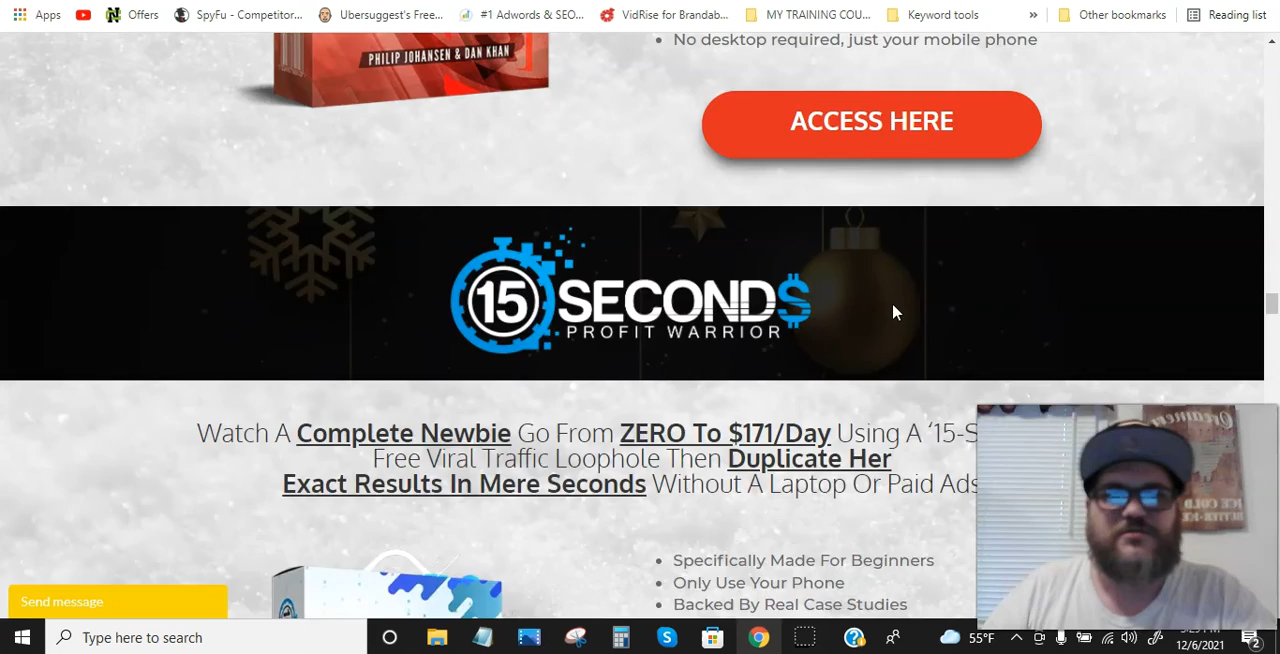 Apps
Offers
SpyFu - Competitor...
Ubersuggest's Free...
#1 Adwords & SEO...
VidRise for Brandab...
MY TRAINING COU...
Keyword tools
»
Other bookmarks
Reading list
No desktop required, just your mobile phone
PHILIP JOHANSEN & DAN KHAN
ACCESS HERE
15 SECOND$
PROFIT WARRIOR
Watch A Complete Newbie Go From ZERO To $171/Day Using A ‘15-S
Free Viral Traffic Loophole Then Duplicate Her
Exact Results In Mere Seconds Without A Laptop Or Paid Ads
Specifically Made For Beginners
Only Use Your Phone
Backed By Real Case Studies
Send message
ICE COLD
Type here to search
55°F
12/6/2021
2